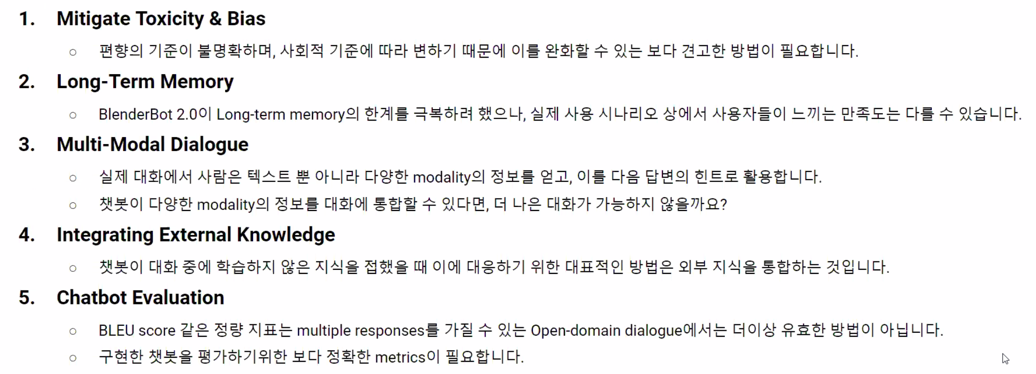 1. Mitigate Toxicity & Bias
○ 편향의 기준이 불명확하며, 사회적 기준에 따라 변하기 때문에 이를 완화할 수 있는 보다 견고한 방법이 필요합니다.
2. Long-Term Memory
○ BlenderBot 2.0이 Long-term memory의 한계를 극복하려 했으나, 실제 사용 시나리오 상에서 사용자들이 느끼는 만족도는 다를 수 있습니다.
3. Multi-Modal Dialogue
○ 실제 대화에서 사람은 텍스트 뿐 아니라 다양한 modality의 정보를 얻고, 이를 다음 답변의 힌트로 활용합니다.
○ 챗봇이 다양한 modality의 정보를 대화에 통합할 수 있다면, 더 나은 대화가 가능하지 않을까요?
4. Integrating External Knowledge
○ 챗봇이 대화 중에 학습하지 않은 지식을 접했을 때 이에 대응하기 위한 대표적인 방법은 외부 지식을 통합하는 것입니다.
5. Chatbot Evaluation
○ BLEU score 같은 정량 지표는 multiple responses를 가질 수 있는 Open-domain dialogue에서는 더이상 유효한 방법이 아닙니다.
○ 구현한 챗봇을 평가하기위한 보다 정확한 metrics이 필요합니다.